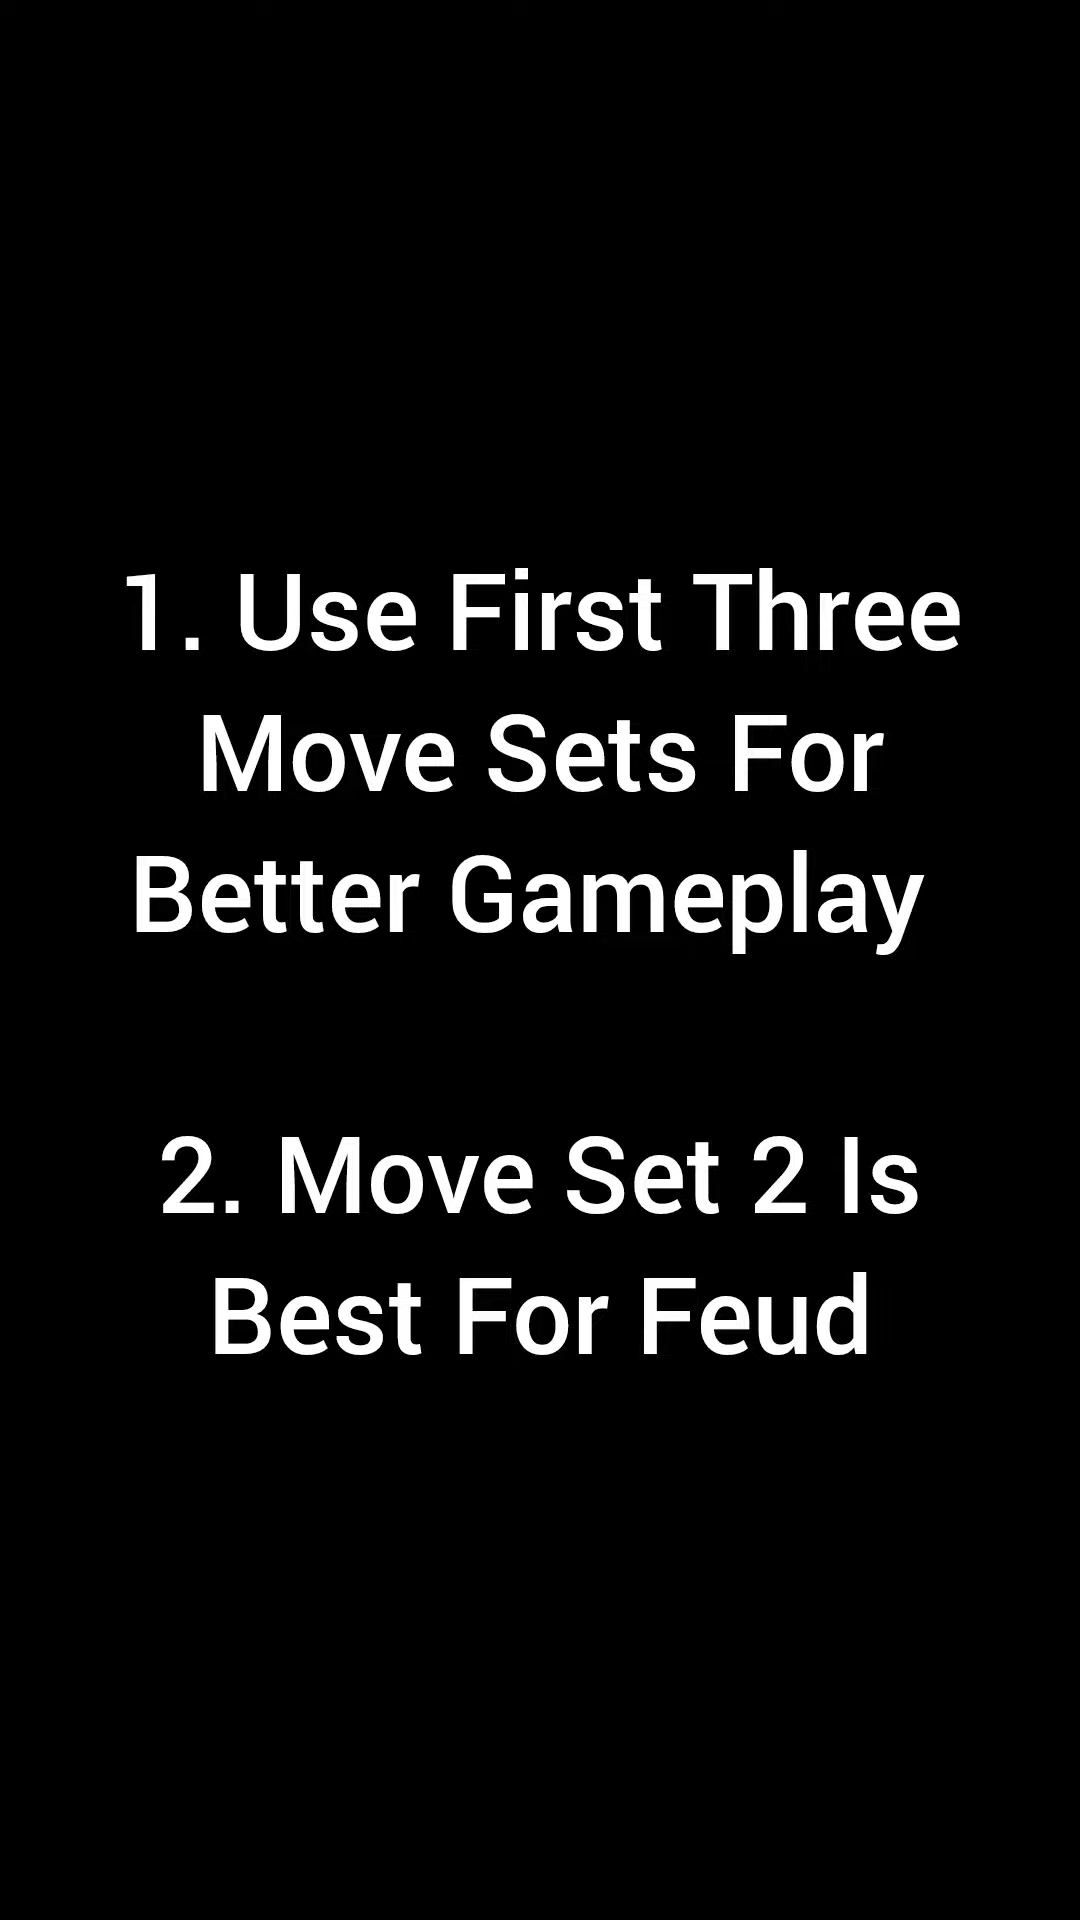 1. Use First Three
Move Sets For
Better Gameplay
2. Move Set 2 Is
Best For Feud